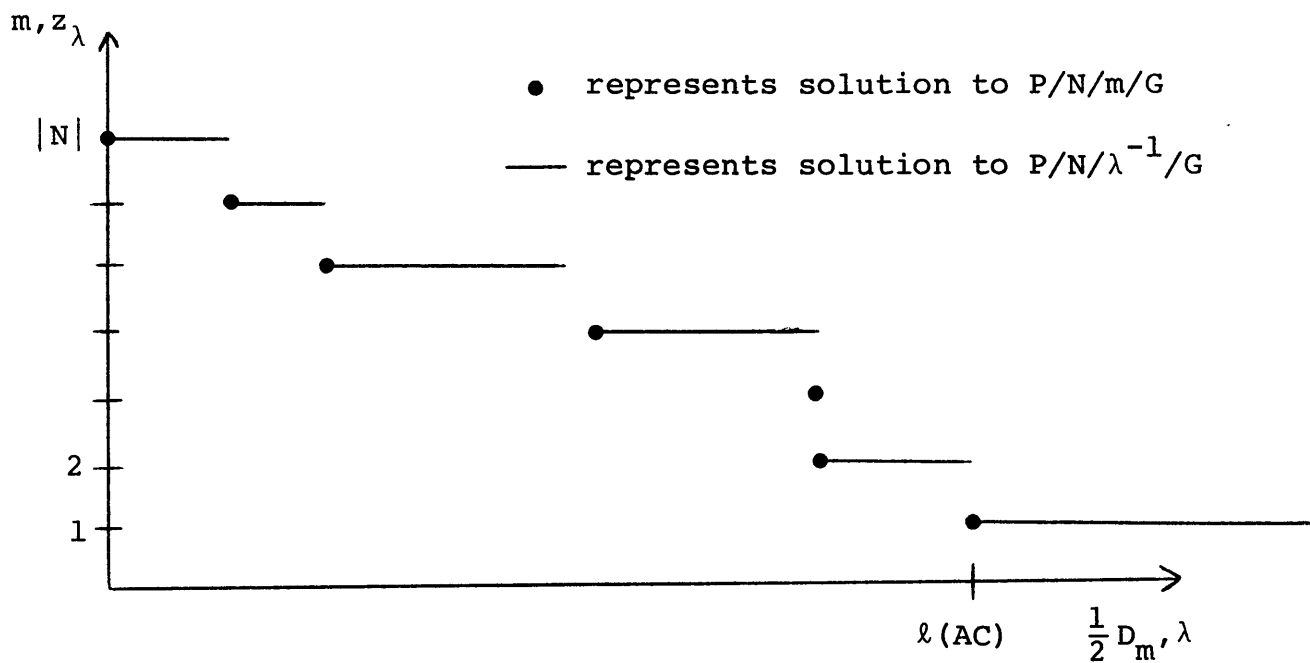 m, z_λ
● represents solution to P/N/m/G
|N|
— represents solution to P/N/λ⁻¹/G
2
1
ℓ(AC)
½ D_m, λ